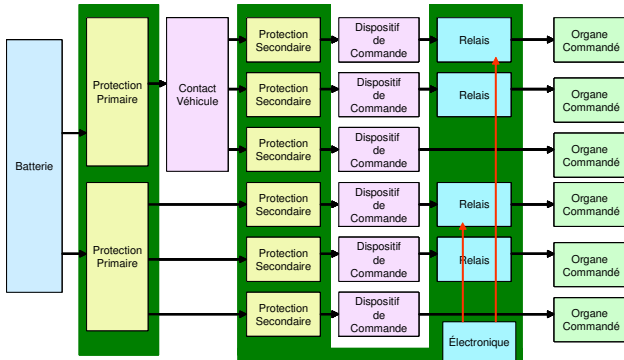 Protection
Secondaire
Dispositif
de
Commande
Relais
Organe
Commandé
Protection
Primaire
Contact
Véhicule
Protection
Secondaire
Dispositif
de
Commande
Relais
Organe
Commandé
Protection
Secondaire
Dispositif
de
Commande
Organe
Commandé
Batterie
Protection
Primaire
Protection
Secondaire
Dispositif
de
Commande
Relais
Organe
Commandé
Protection
Secondaire
Dispositif
de
Commande
Relais
Organe
Commandé
Protection
Secondaire
Dispositif
de
Commande
Organe
Commandé
Électronique